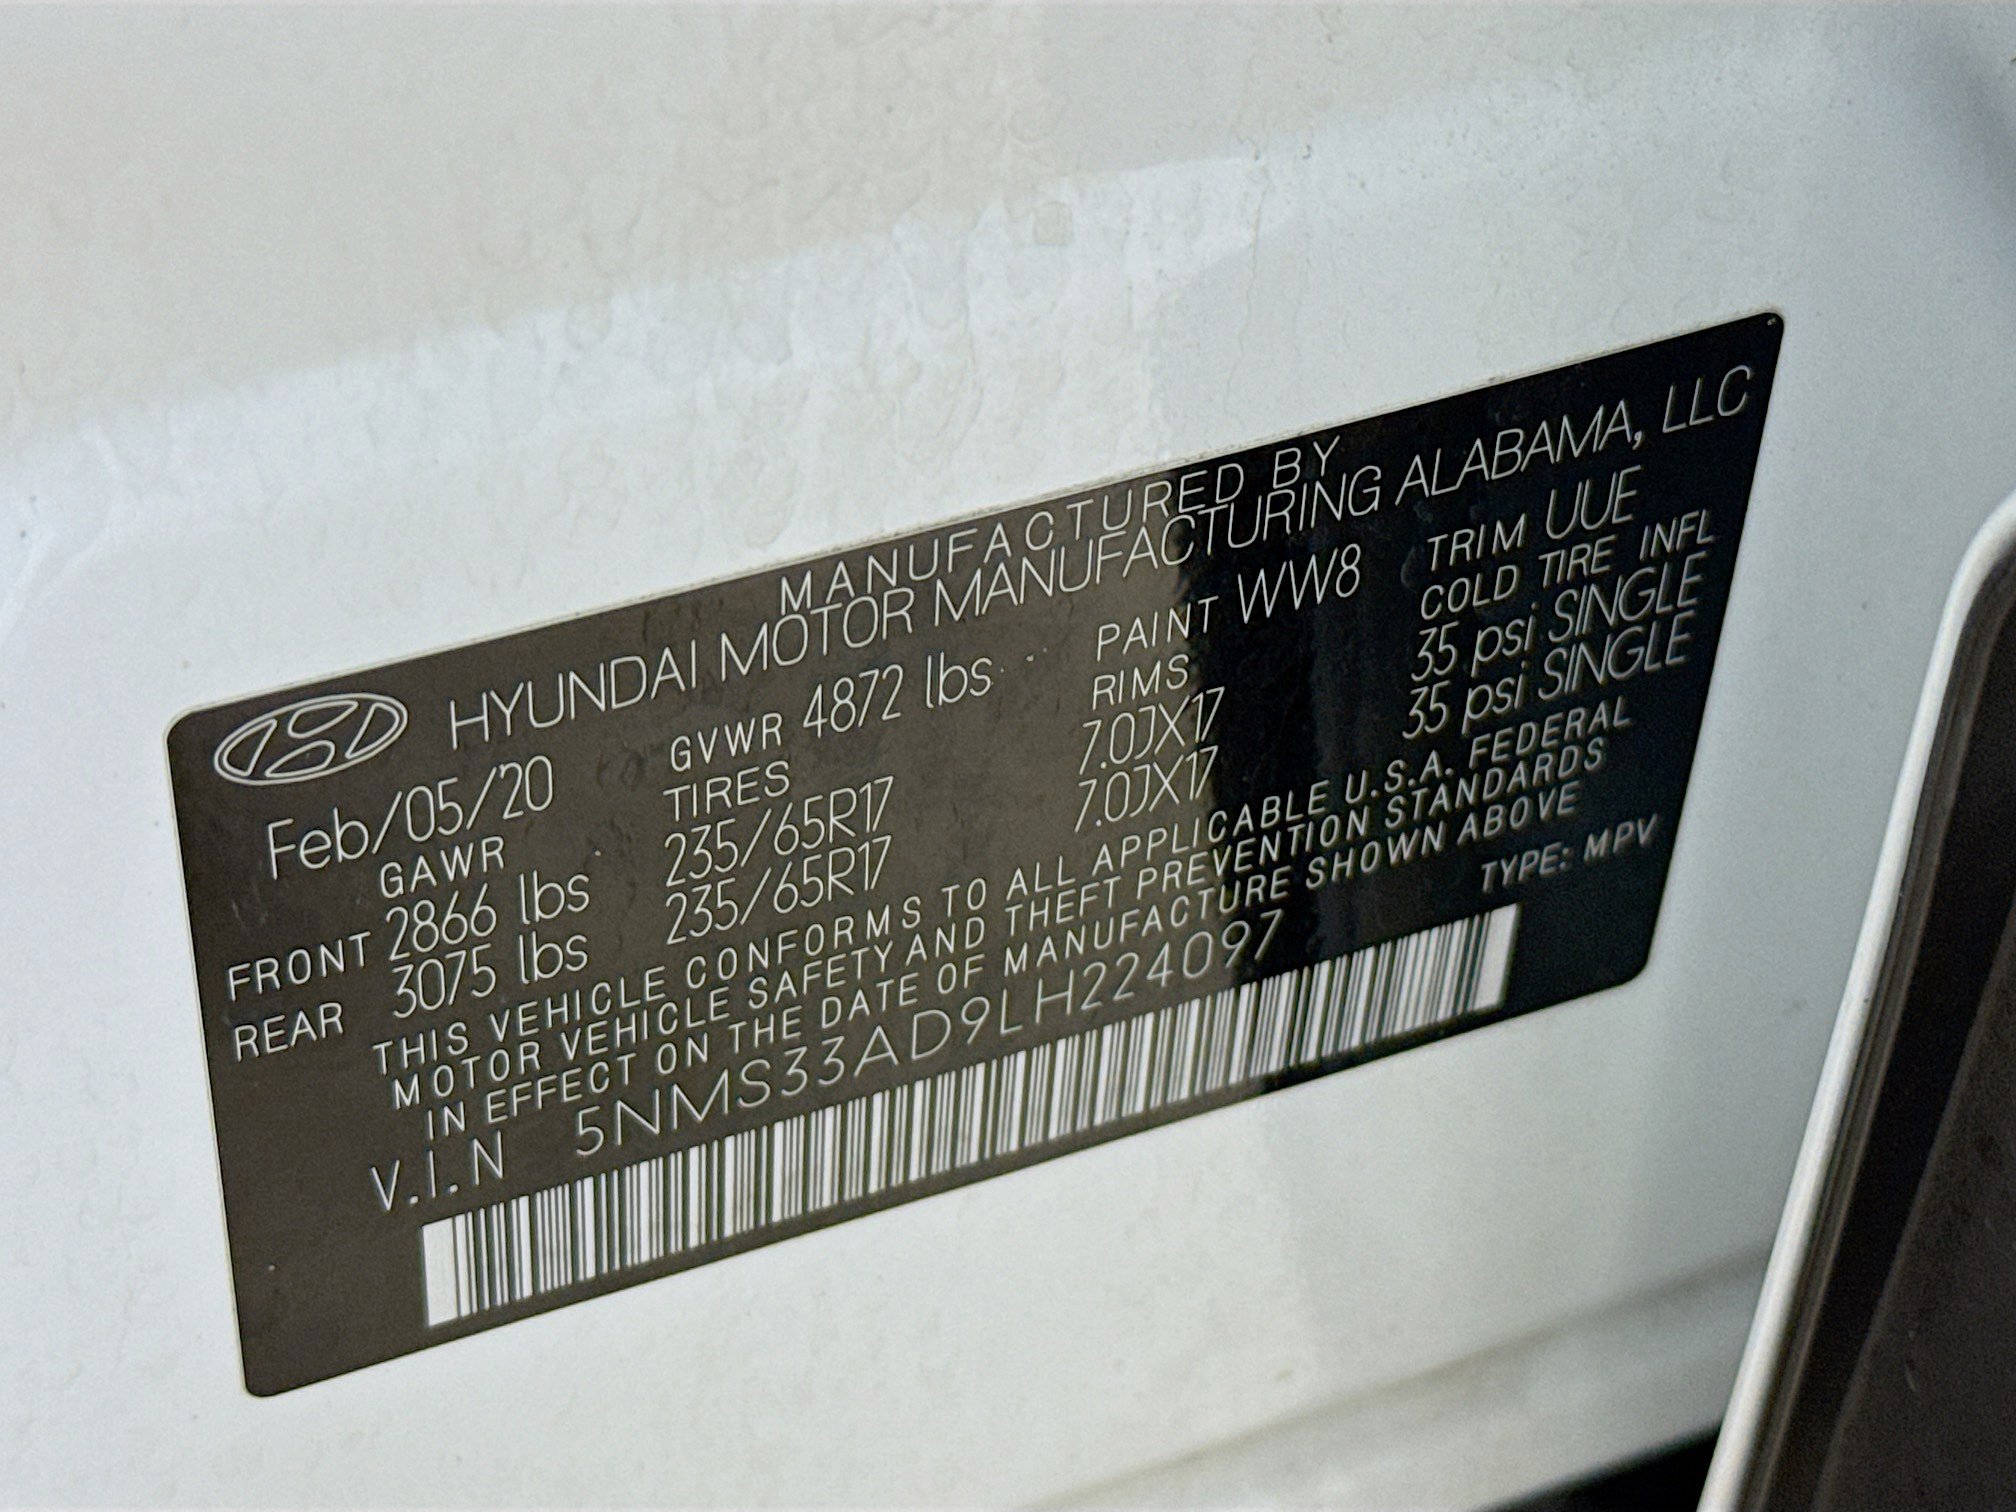 MANUFACTURED BY
HYUNDAI MOTOR MANUFACTURING ALABAMA, LLC
Feb/05/20 GVWR 4872 lbs PAINT WW8 TRIM UUE
GAWR TIRES RIMS COLD TIRE INFL
FRONT 2866 lbs 235/65R17 7.0JX17 35 psi SINGLE
REAR 3075 lbs 235/65R17 7.0JX17 35 psi SINGLE
THIS VEHICLE CONFORMS TO ALL APPLICABLE U.S.A. FEDERAL
MOTOR VEHICLE SAFETY AND THEFT PREVENTION STANDARDS
IN EFFECT ON THE DATE OF MANUFACTURE SHOWN ABOVE
V.I.N 5NMS33AD9LH224097 TYPE: MPV